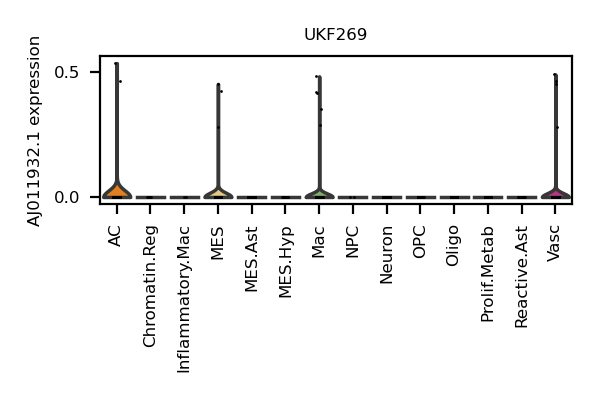 UKF269
AJ011932.1 expression
0.5
0.0
AC
Chromatin.Reg
Inflammatory.Mac
MES
MES.Ast
MES.Hyp
Mac
NPC
Neuron
OPC
Oligo
Prolif.Metab
Reactive.Ast
Vasc